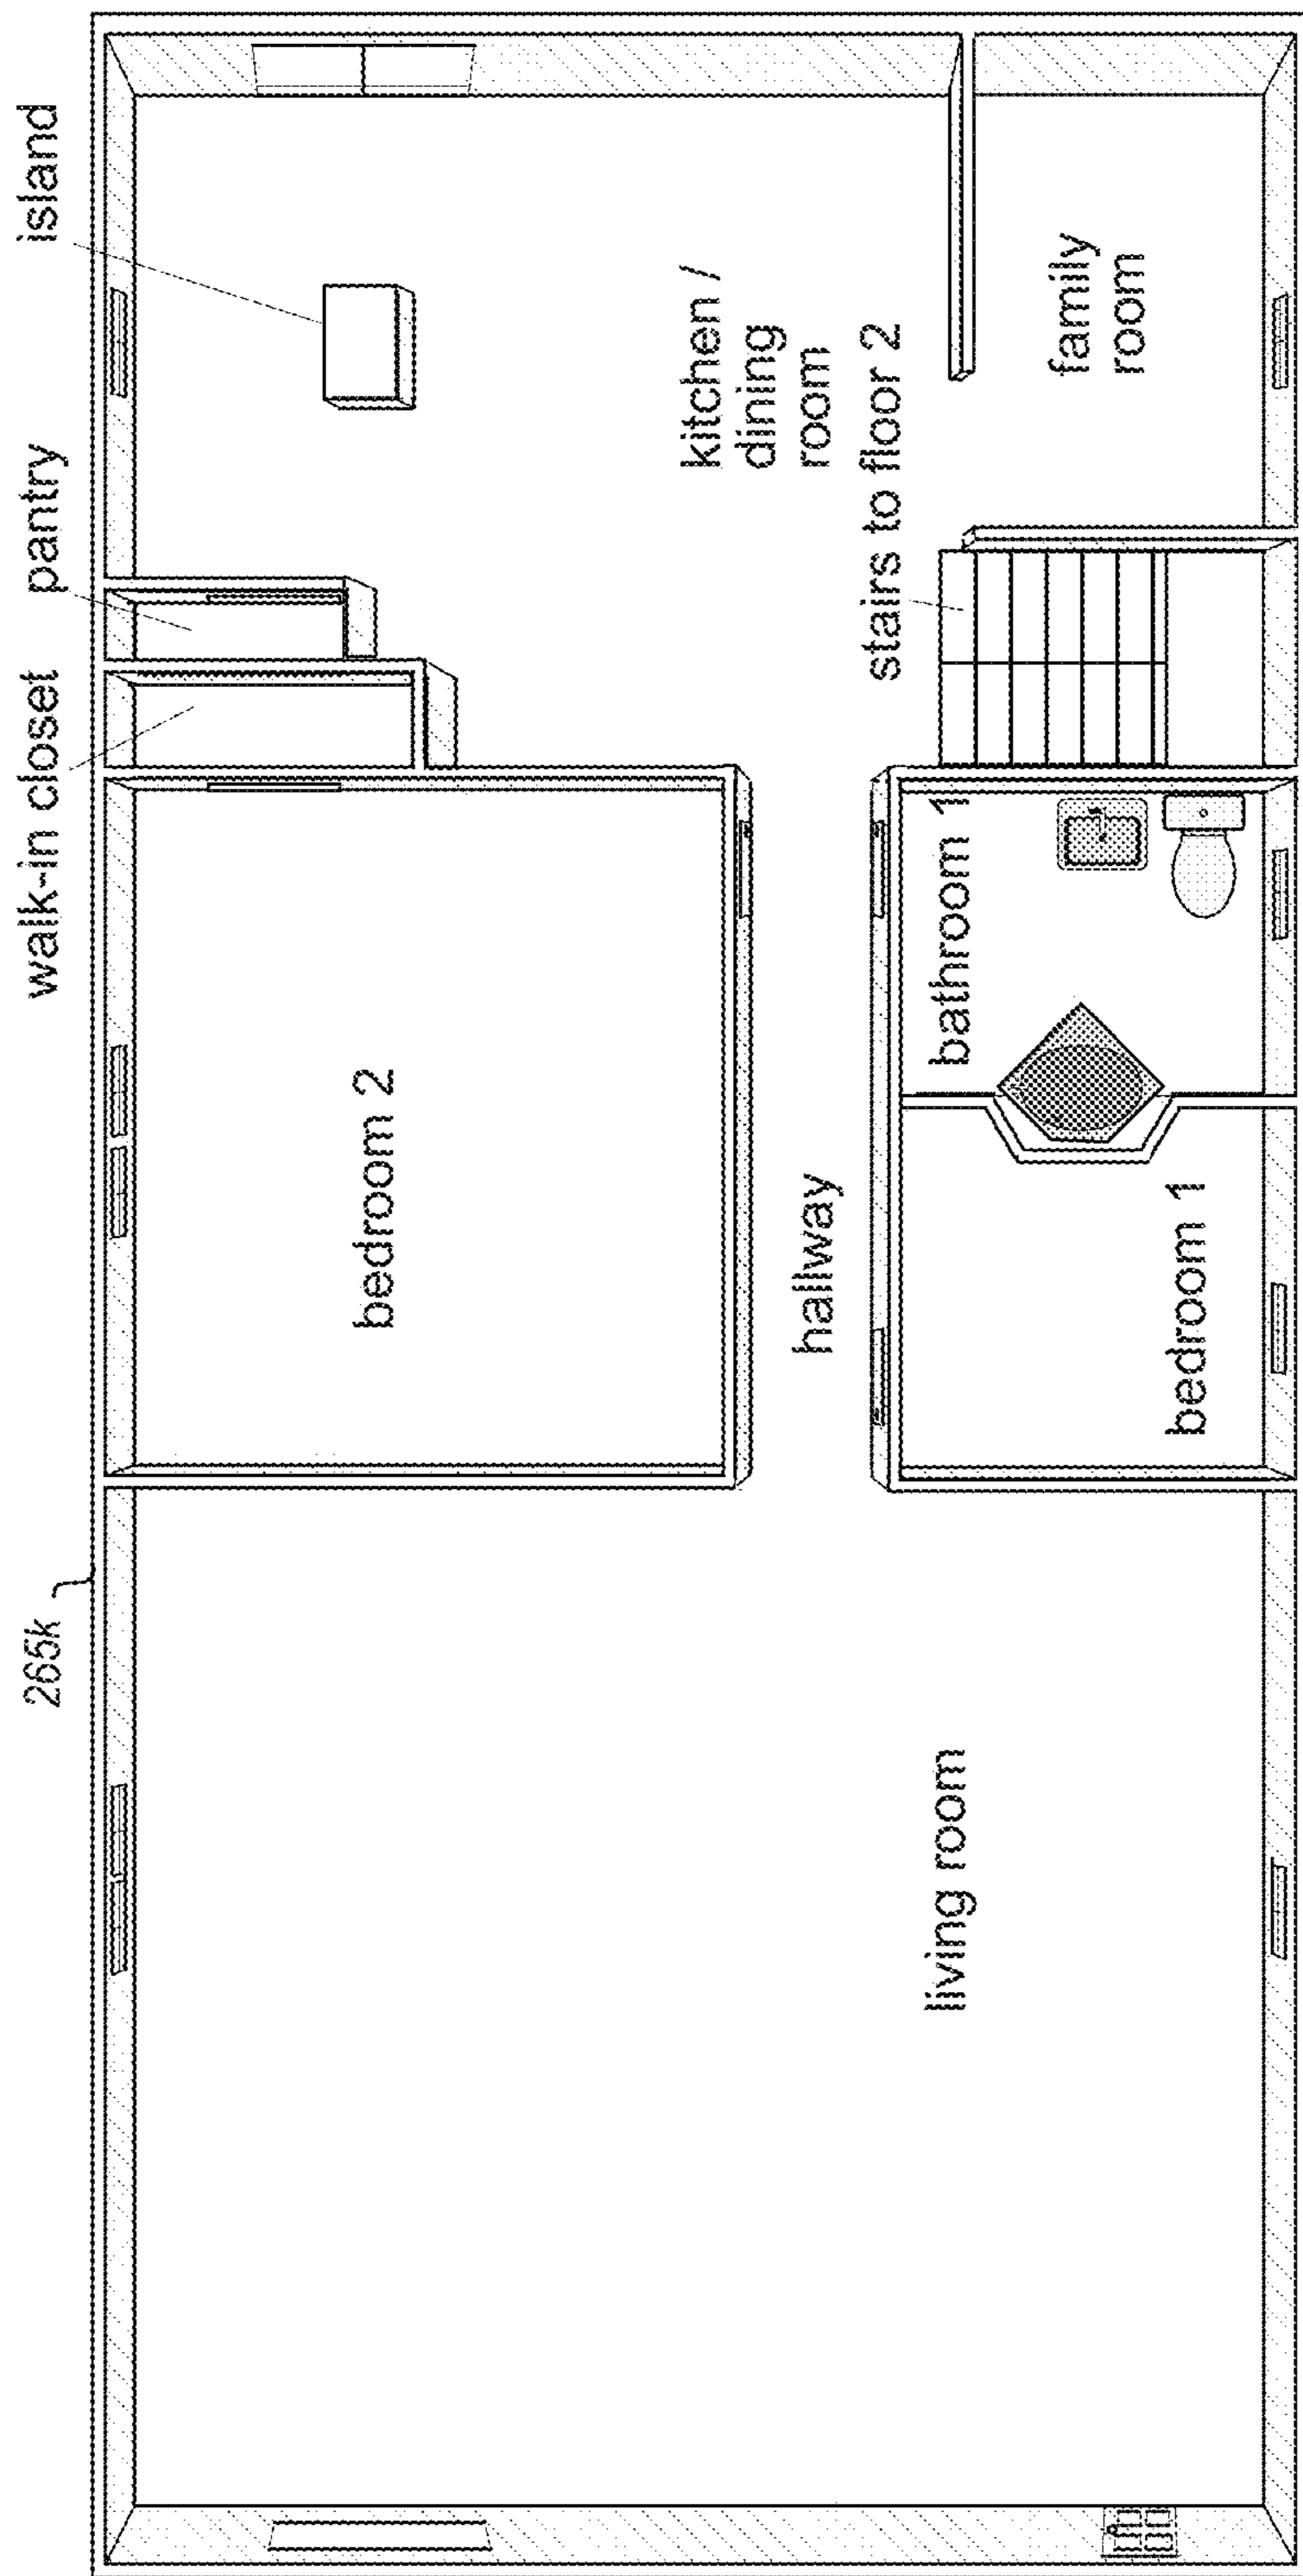 265k
walk-in closet
pantry
island
bedroom 2
kitchen /
dining
room
hallway
stairs to floor 2
living room
bathroom 1
family
room
bedroom 1